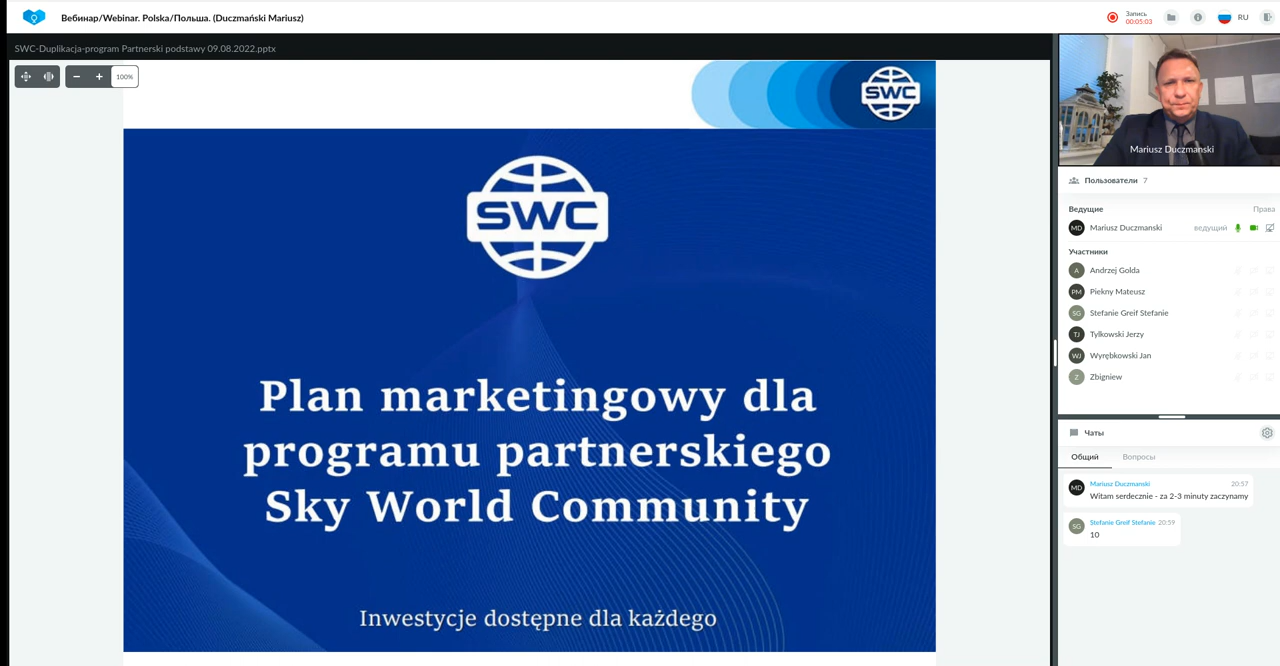 Вебинар/Webinar. Polska/Польша. (Duczmański Mariusz)
Запись
00:05:03
RU
SWC-Duplikacja-program Partnerski podstawy 09.08.2022.pptx
100%
SWC
SWC
Plan marketingowy dla
programu partnerskiego
Sky World Community
Inwestycje dostępne dla każdego
Mariusz Duczmanski
Пользователи 7
Ведущие Права
MD Mariusz Duczmanski ведущий
Участники
A Andrzej Golda
PM Piekny Mateusz
SG Stefanie Greif Stefanie
TJ Tylkowski Jerzy
WJ Wyrębkowski Jan
Z Zbigniew
Чаты
Общий Вопросы
MD Mariusz Duczmanski 20:57
Witam serdecznie - za 2-3 minuty zaczynamy
SG Stefanie Greif Stefanie 20:59
10